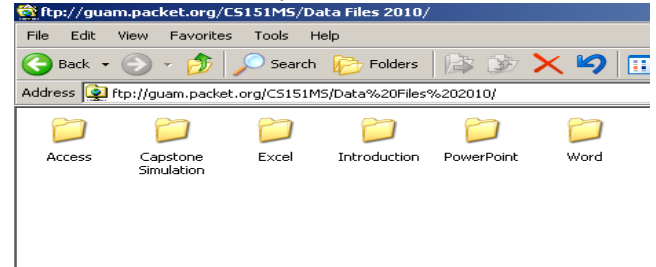 ftp://guam.packet.org/CS151MS/Data Files 2010/
File Edit View Favorites Tools Help
Back Search Folders
Address ftp://guam.packet.org/CS151MS/Data%20Files%202010/
Access Capstone Simulation Excel Introduction PowerPoint Word